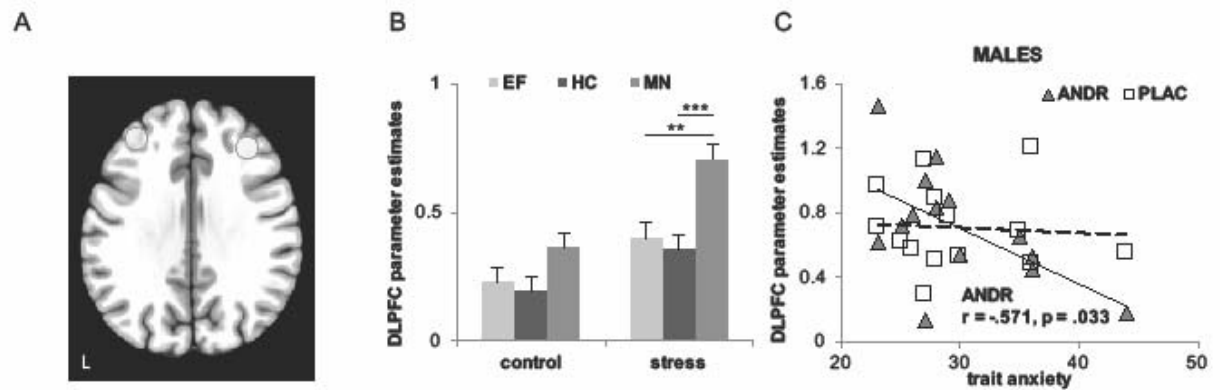 A
B
C
L
DLPFC parameter estimates
1
0.5
0
EF HC MN
***
**
control stress
MALES
DLPFC parameter estimates
1.6
1.2
0.8
0.4
0
ANDR PLAC
ANDR
r = -.571, p = .033
20 30 40 50
trait anxiety